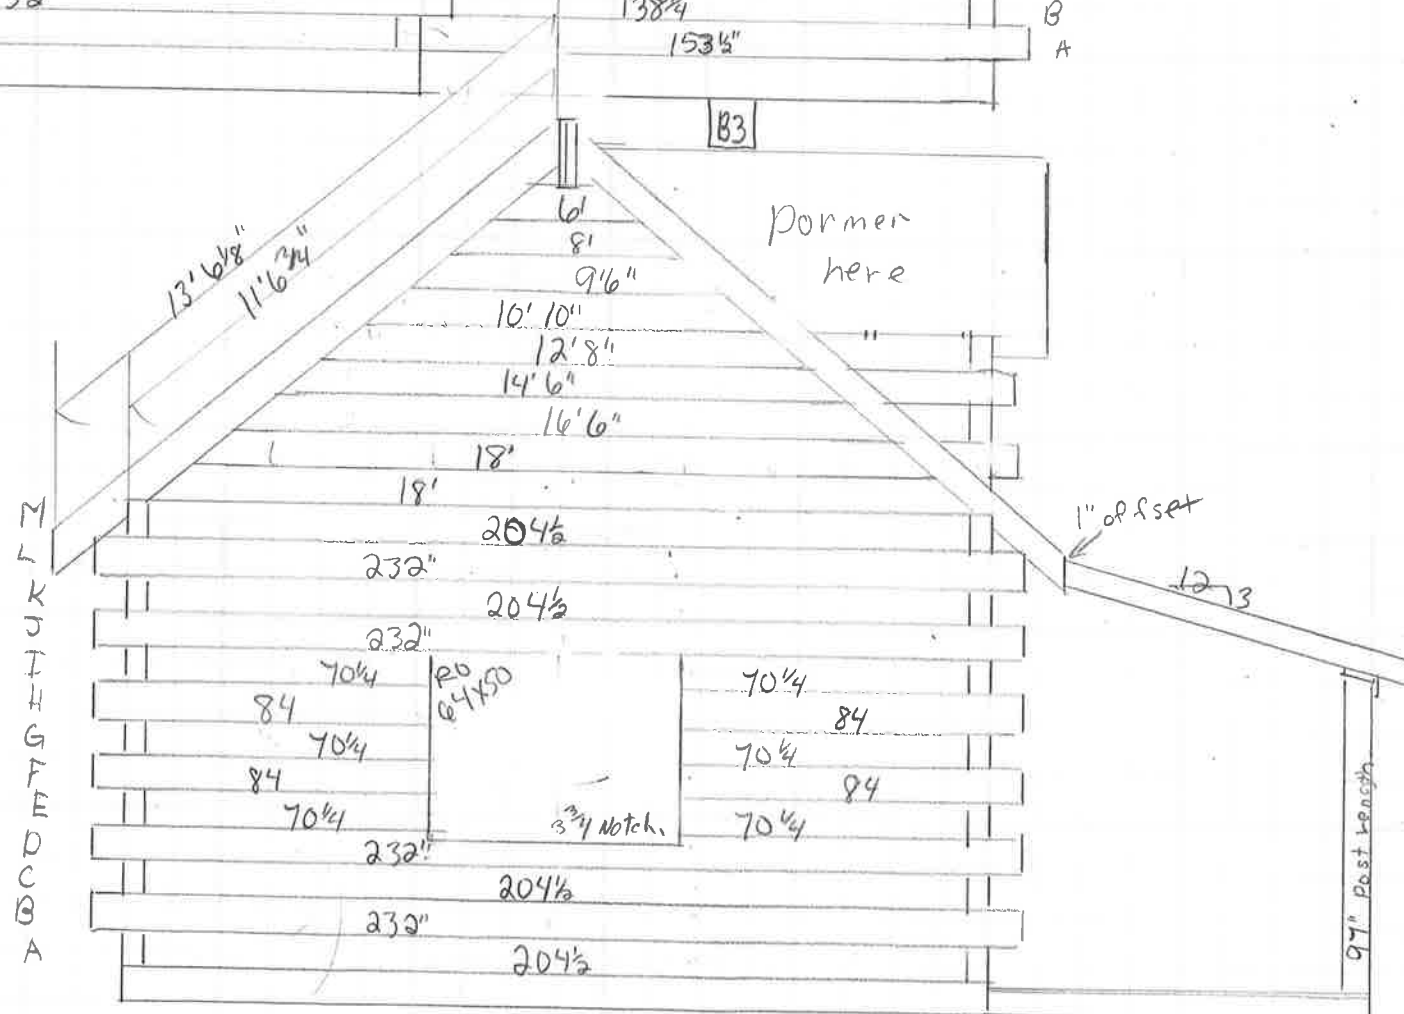 138¾
B
153½"
A
B3
Dormer
here
6'
8'
9'6"
10' 10"
12'8"
14'6"
16'6"
18'
18'
13' 6⅛"
11'6 ¾"
1" offset
12
3
M
204½
L
232"
K
204½
J
232"
I
70¼
RO
64x50
70¼
H
84
84
G
70¼
70¼
F
84
84
E
70¼
3¾ Notch.
70¼
D
232"
C
204½
B
232"
A
204½
97" Post Length